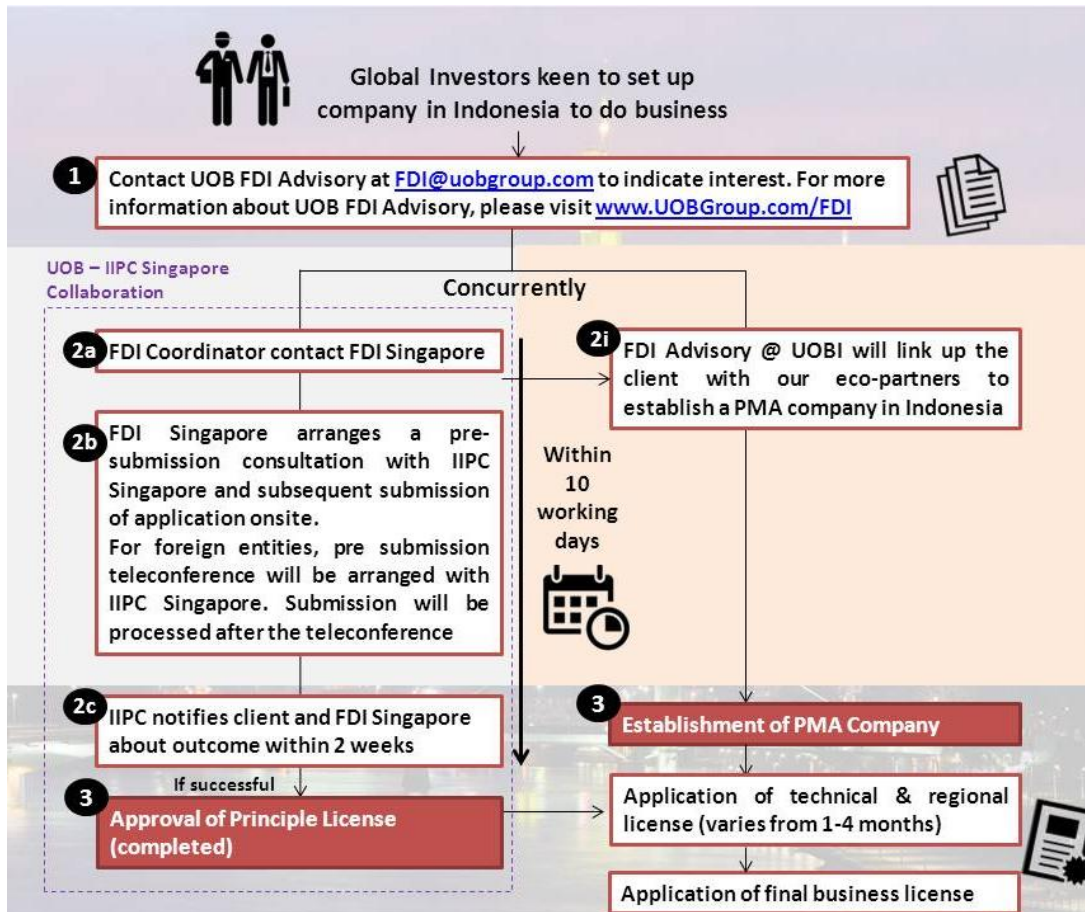 Global Investors keen to set up
company in Indonesia to do business
1
Contact UOB FDI Advisory at FDI@uobgroup.com to indicate interest. For more
information about UOB FDI Advisory, please visit www.UOBGroup.com/FDI
UOB – IIPC Singapore
Collaboration
Concurrently
2a
FDI Coordinator contact FDI Singapore
2i
FDI Advisory @ UOBI will link up the
client with our eco-partners to
establish a PMA company in Indonesia
2b
FDI Singapore arranges a pre-
submission consultation with IIPC
Singapore and subsequent submission
of application onsite.
For foreign entities, pre submission
teleconference will be arranged with
IIPC Singapore. Submission will be
processed after the teleconference
Within
10
working
days
2c
IIPC notifies client and FDI Singapore
about outcome within 2 weeks
If successful
3
Approval of Principle License
(completed)
3
Establishment of PMA Company
Application of technical & regional
license (varies from 1-4 months)
Application of final business license